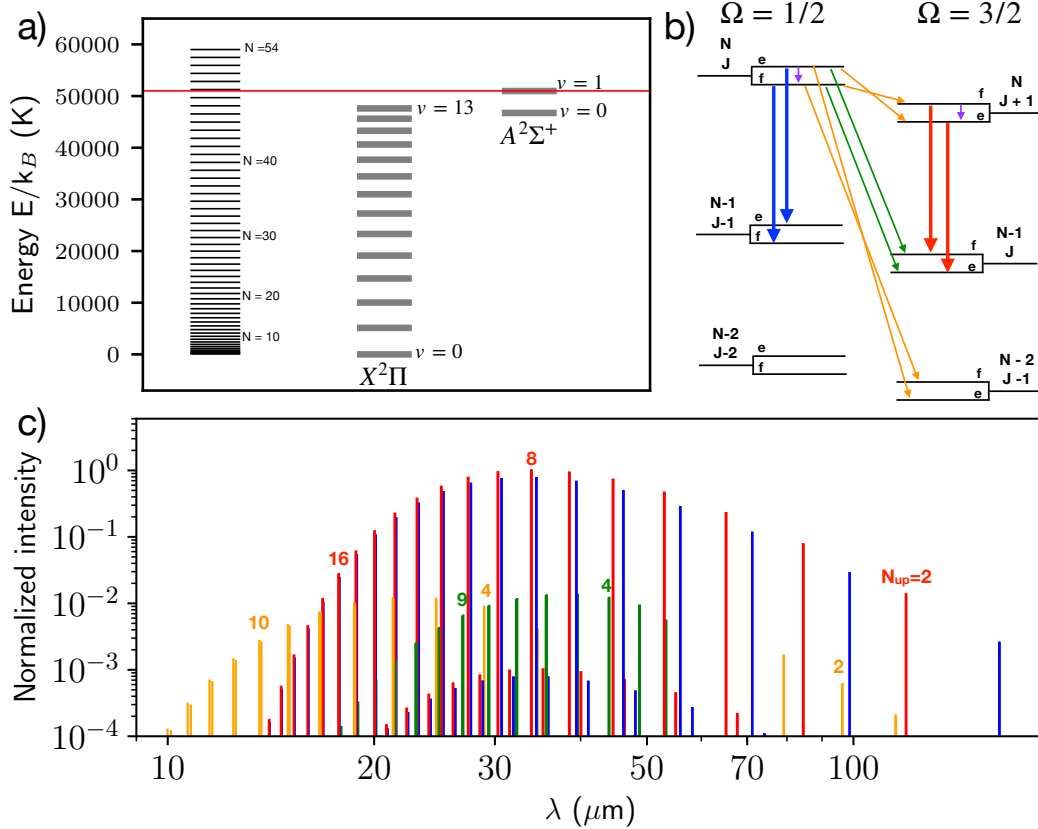 a)
Energy E/k_B (K)
60000
50000
40000
30000
20000
10000
0
N =54
N =40
N =30
N = 20
N = 10
v = 13
v = 0
X²Π
v = 1
v = 0
A²Σ⁺
b)
Ω = 1/2
Ω = 3/2
N
J
e
f
f
e
N
J + 1
N-1
J-1
e
f
f
e
N-1
J
N-2
J-2
e
f
f
e
N - 2
J -1
c)
Normalized intensity
10⁰
10⁻¹
10⁻²
10⁻³
10⁻⁴
10
16
9
4
8
4
2
N_up=2
10
20
30
50
70
100
λ (μm)